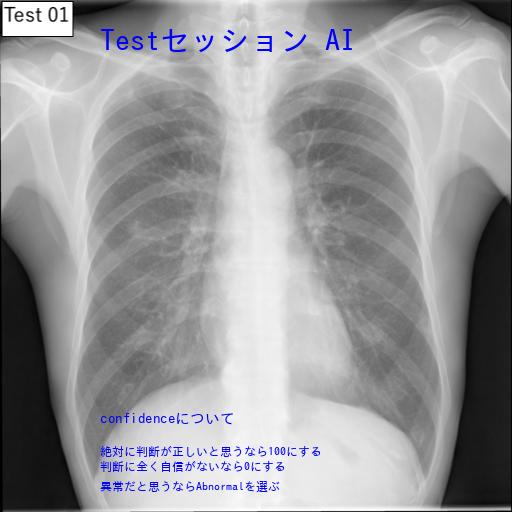 Test 01
Testセッション AI
confidenceについて
絶対に判断が正しいと思うなら100にする
判断に全く自信がないなら0にする
異常だと思うならAbnormalを選ぶ